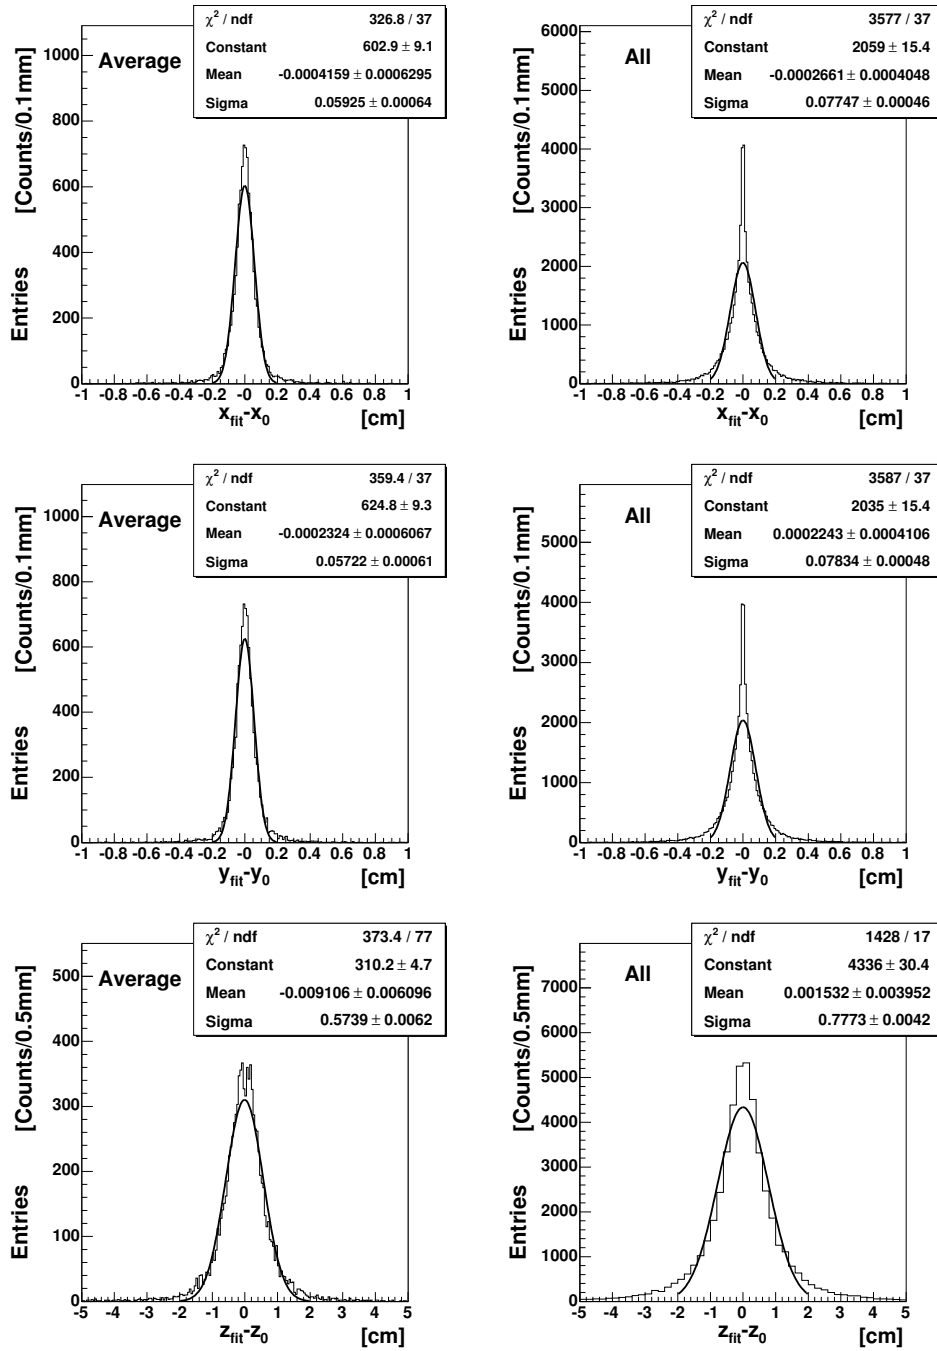 χ² / ndf 326.8 / 37
Constant 602.9 ± 9.1
Mean -0.0004159 ± 0.0006295
Sigma 0.05925 ± 0.00064
Average
Entries [Counts/0.1mm]
1000
800
600
400
200
0
-1 -0.8 -0.6 -0.4 -0.2 -0 0.2 0.4 0.6 0.8 1
x_fit-x_0 [cm]
χ² / ndf 3577 / 37
Constant 2059 ± 15.4
Mean -0.0002661 ± 0.0004048
Sigma 0.07747 ± 0.00046
All
Entries [Counts/0.1mm]
6000
5000
4000
3000
2000
1000
0
-1 -0.8 -0.6 -0.4 -0.2 -0 0.2 0.4 0.6 0.8 1
x_fit-x_0 [cm]
χ² / ndf 359.4 / 37
Constant 624.8 ± 9.3
Mean -0.0002324 ± 0.0006067
Sigma 0.05722 ± 0.00061
Average
Entries [Counts/0.1mm]
1000
800
600
400
200
0
-1 -0.8 -0.6 -0.4 -0.2 -0 0.2 0.4 0.6 0.8 1
y_fit-y_0 [cm]
χ² / ndf 3587 / 37
Constant 2035 ± 15.4
Mean 0.0002243 ± 0.0004106
Sigma 0.07834 ± 0.00048
All
Entries [Counts/0.1mm]
5000
4000
3000
2000
1000
0
-1 -0.8 -0.6 -0.4 -0.2 -0 0.2 0.4 0.6 0.8 1
y_fit-y_0 [cm]
χ² / ndf 373.4 / 77
Constant 310.2 ± 4.7
Mean -0.009106 ± 0.006096
Sigma 0.5739 ± 0.0062
Average
Entries [Counts/0.5mm]
500
400
300
200
100
0
-5 -4 -3 -2 -1 0 1 2 3 4 5
z_fit-z_0 [cm]
χ² / ndf 1428 / 17
Constant 4336 ± 30.4
Mean 0.001532 ± 0.003952
Sigma 0.7773 ± 0.0042
All
Entries [Counts/0.5mm]
7000
6000
5000
4000
3000
2000
1000
0
-5 -4 -3 -2 -1 0 1 2 3 4 5
z_fit-z_0 [cm]